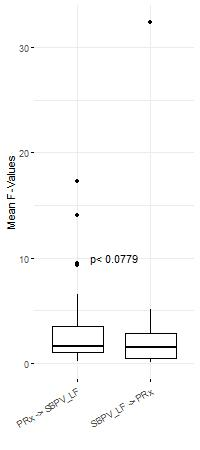 30
20
10
0
Mean F-Values
p< 0.0779
PRx -> SBPV_LF
SBPV_LF -> PRx